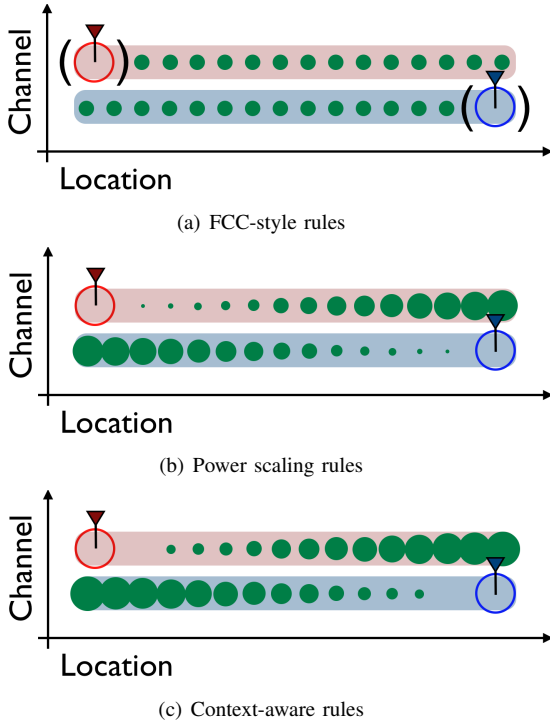 Channel
Location
(a) FCC-style rules
Channel
Location
(b) Power scaling rules
Channel
Location
(c) Context-aware rules